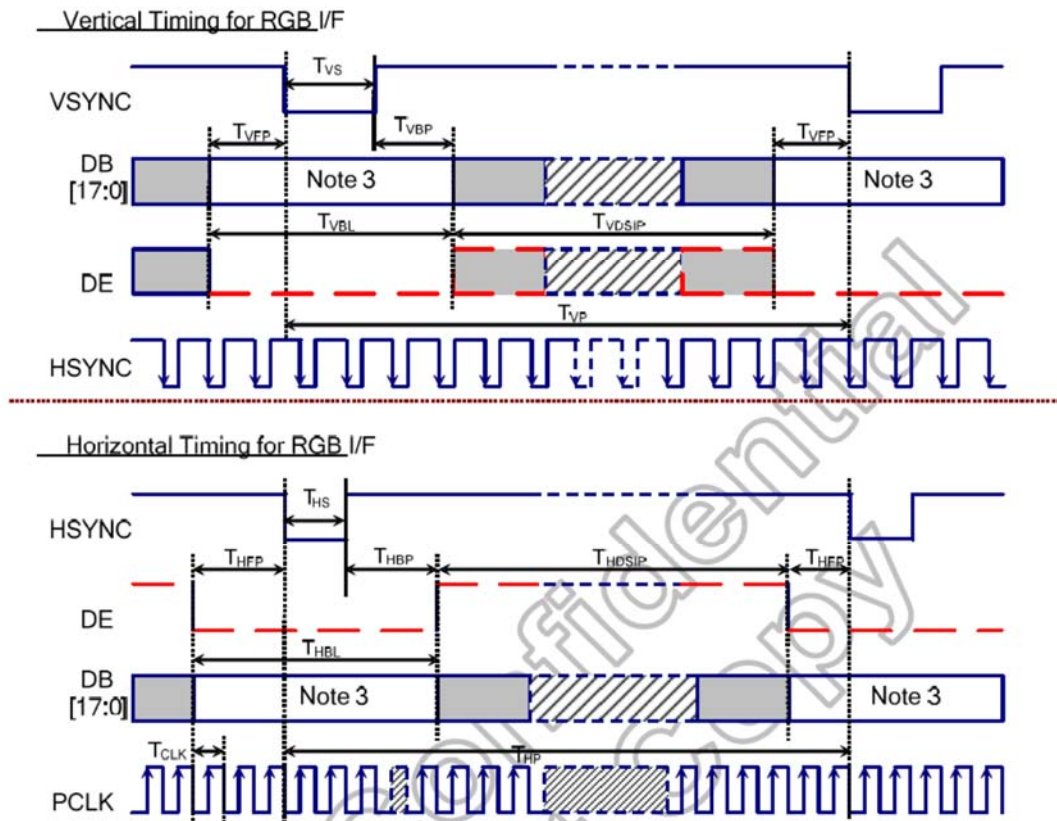 Vertical Timing for RGB I/F
TVS
VSYNC
TVFP
TVBP
TVFP
DB
[17:0]
Note 3
Note 3
TVBL
TVDSIP
DE
TVP
HSYNC
Horizontal Timing for RGB I/F
THS
HSYNC
THFP
THBP
THDSIP
THFP
DE
THBL
DB
[17:0]
Note 3
Note 3
TCLK
THP
PCLK
Confidential
Copy